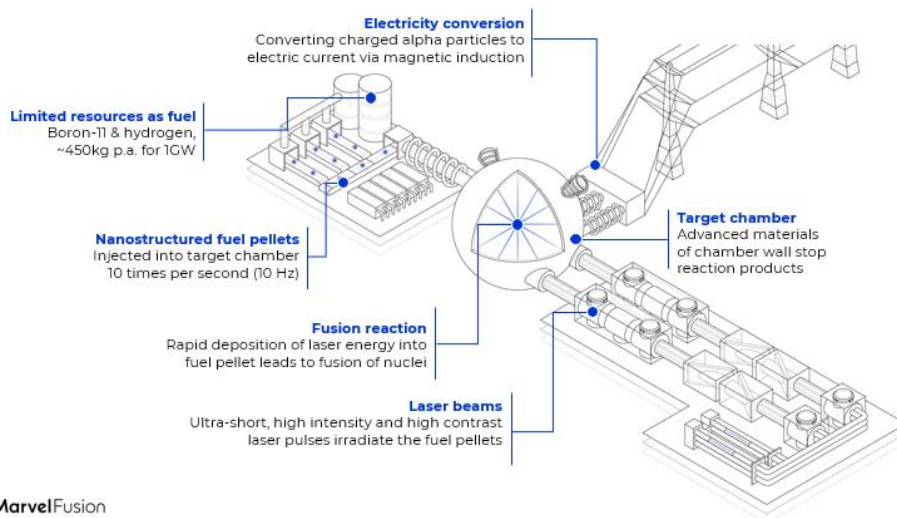 Electricity conversion
Converting charged alpha particles to
electric current via magnetic induction
Limited resources as fuel
Boron-11 & hydrogen,
~450kg p.a. for 1GW
Nanostructured fuel pellets
Injected into target chamber
10 times per second (10 Hz)
Target chamber
Advanced materials
of chamber wall stop
reaction products
Fusion reaction
Rapid deposition of laser energy into
fuel pellet leads to fusion of nuclei
Laser beams
Ultra-short, high intensity and high contrast
laser pulses irradiate the fuel pellets
MarvelFusion